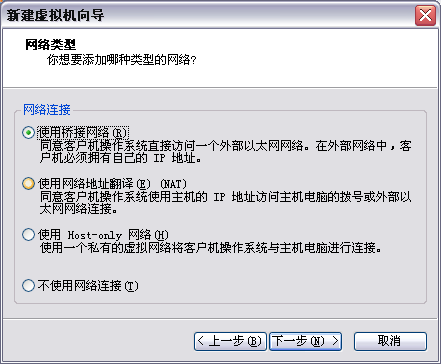 新建虚拟机向导
网络类型
你想要添加哪种类型的网络?
网络连接
使用桥接网络(R)
同意客户机操作系统直接访问一个外部以太网网络。在外部网络中，客
户机必须拥有自己的 IP 地址。
使用网络地址翻译(E) (NAT)
同意客户机操作系统使用主机的 IP 地址访问主机电脑的拨号或外部以
太网网络连接。
使用 Host-only 网络(H)
使用一个私有的虚拟网络将客户机操作系统与主机电脑进行连接。
不使用网络连接(T)
< 上一步(B)
下一步(N) >
取消